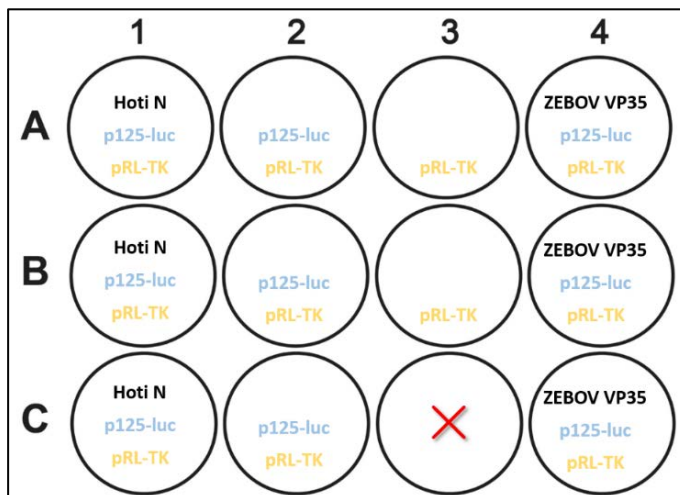 1 2 3 4
Hoti N ZEBOV VP35
A p125-luc p125-luc p125-luc
pRL-TK pRL-TK pRL-TK pRL-TK
Hoti N ZEBOV VP35
B p125-luc p125-luc p125-luc
pRL-TK pRL-TK pRL-TK pRL-TK
Hoti N ZEBOV VP35
C p125-luc p125-luc p125-luc
pRL-TK pRL-TK pRL-TK